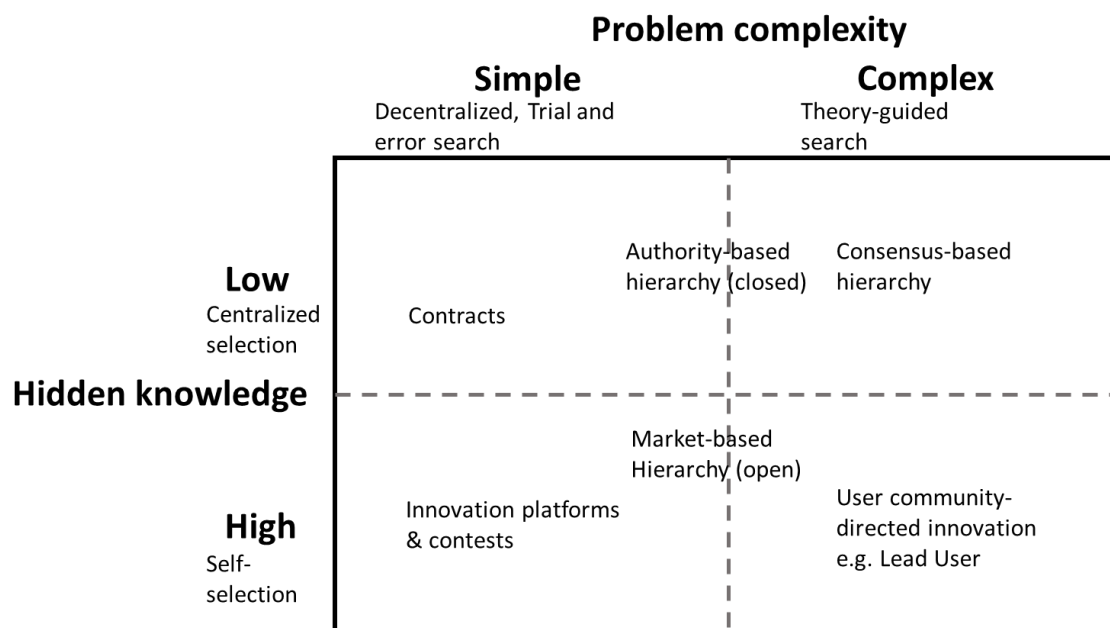 Problem complexity
Simple
Complex
Decentralized, Trial and
error search
Theory-guided
search
Low
Centralized
selection
Contracts
Authority-based
hierarchy (closed)
Consensus-based
hierarchy
Hidden knowledge
High
Self-
selection
Innovation platforms
& contests
Market-based
Hierarchy (open)
User community-
directed innovation
e.g. Lead User